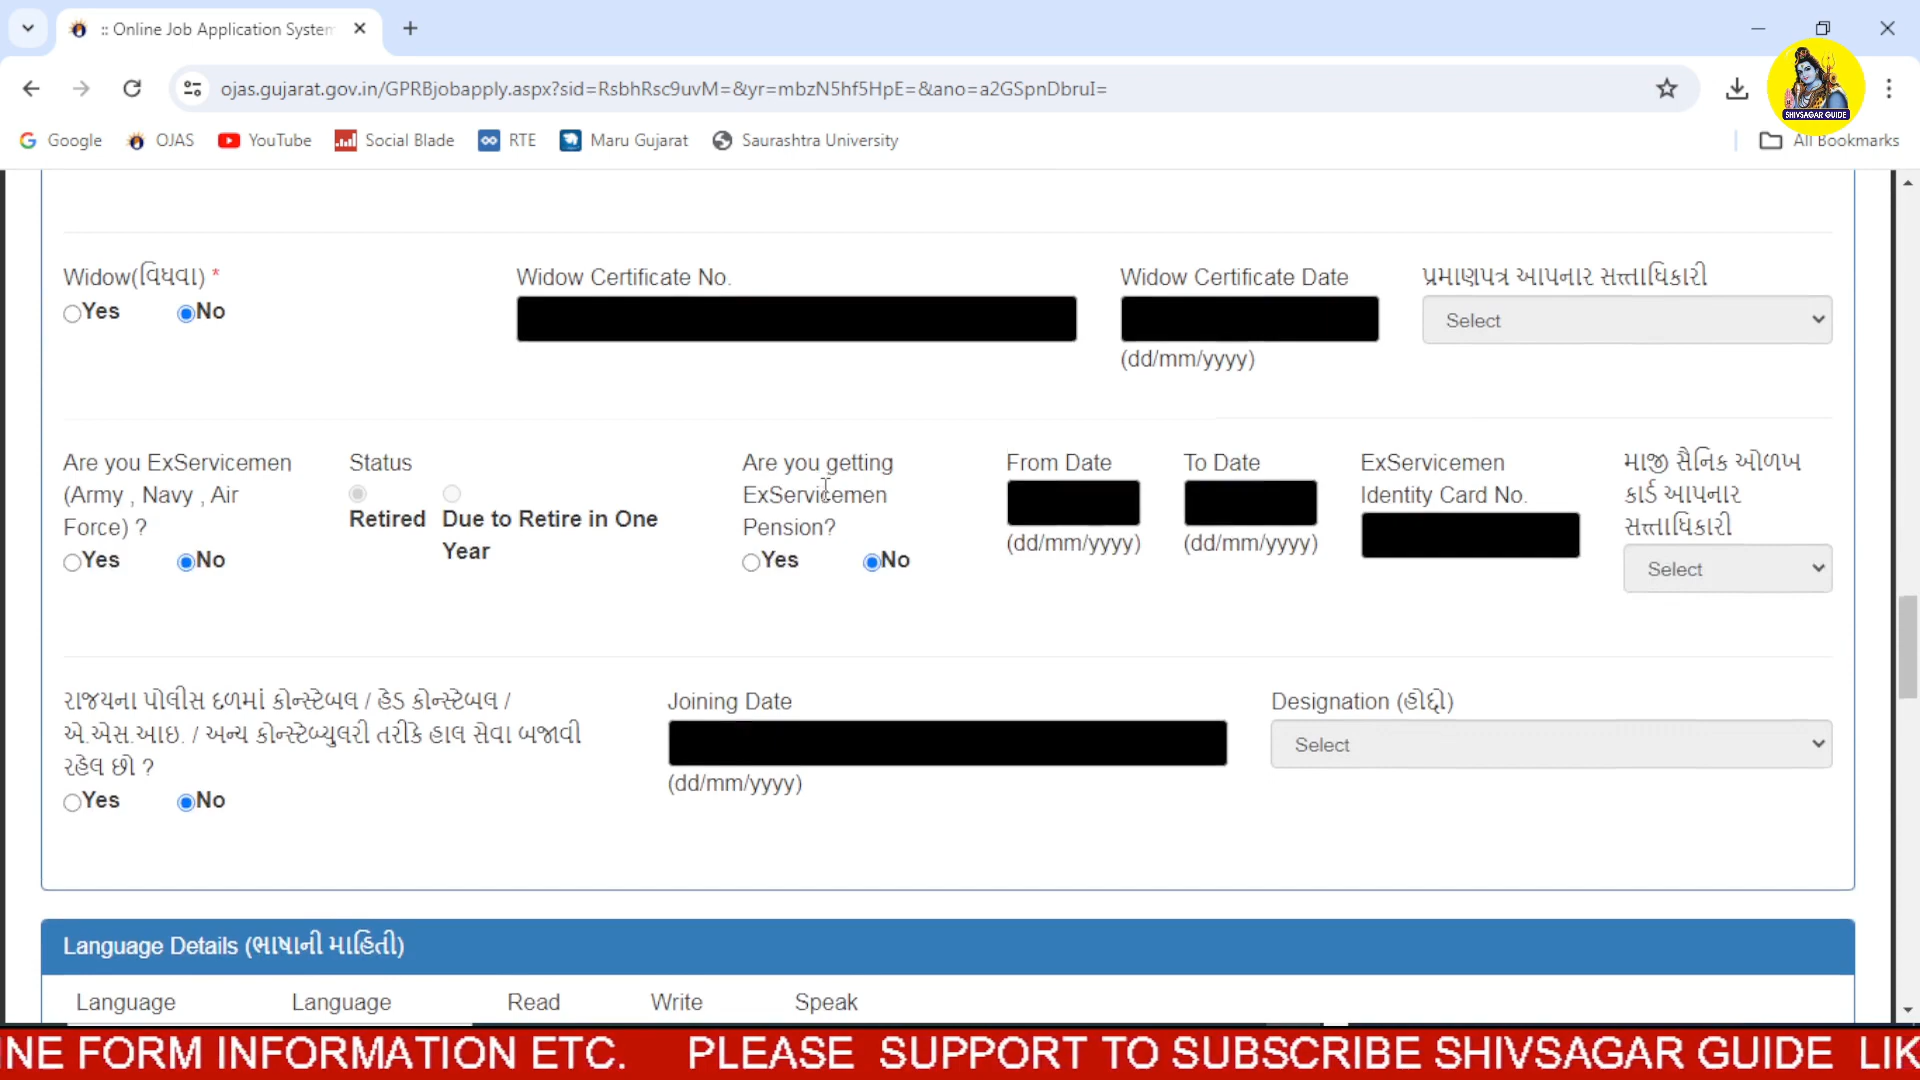 :: Online Job Application System
ojas.gujarat.gov.in/GPRBjobapply.aspx?sid=RsbhRsc9uvM=&yr=mbzN5hf5HpE=&ano=a2GSpnDbruI=
SHIVSAGAR GUIDE
Google OJAS YouTube Social Blade RTE Maru Gujarat Saurashtra University All Bookmarks
Widow(વિધવા) * Widow Certificate No. Widow Certificate Date પ્રમાણપત્ર આપનાર સત્તાધિકારી
Yes No Select
(dd/mm/yyyy)
Are you ExServicemen Status Are you getting From Date To Date ExServicemen માજી સૈનિક ઓળખ
(Army , Navy , Air ExServicemen Identity Card No. કાર્ડ આપનાર
Force) ? Retired Due to Retire in One Pension? (dd/mm/yyyy) (dd/mm/yyyy) સત્તાધિકારી
Year
Yes No Yes No Select
રાજયના પોલીસ દળમાં કોન્સ્ટેબલ / હેડ કોન્સ્ટેબલ / Joining Date Designation (હોદ્દો)
એ.એસ.આઇ. / અન્ય કોન્સ્ટેબ્યુલરી તરીકે હાલ સેવા બજાવી Select
રહેલ છો ? (dd/mm/yyyy)
Yes No
Language Details (ભાષાની માહિતી)
Language Language Read Write Speak
INE FORM INFORMATION ETC. PLEASE SUPPORT TO SUBSCRIBE SHIVSAGAR GUIDE LIK